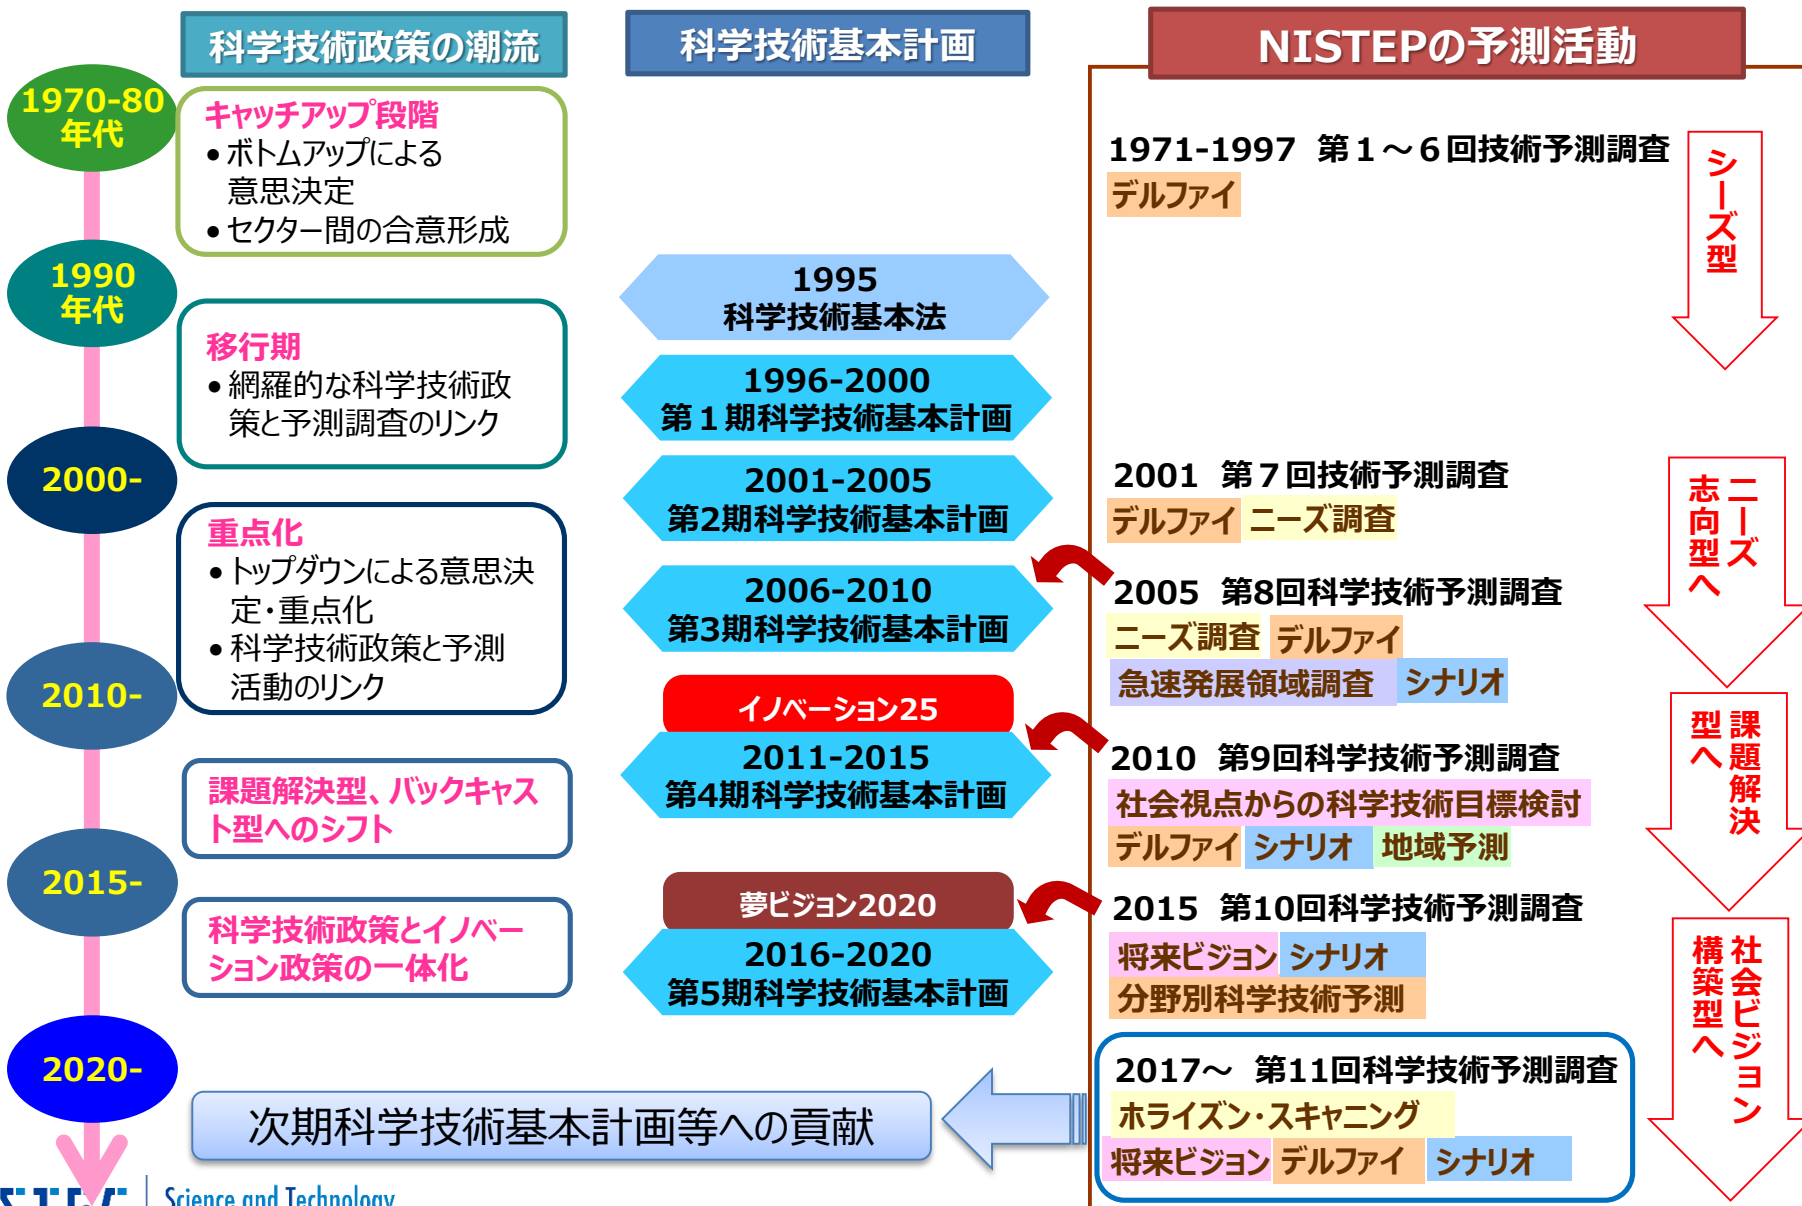 科学技術政策の潮流
科学技術基本計画
NISTEPの予測活動
1970-80
年代
1990
年代
2000-
2010-
2015-
2020-
キャッチアップ段階
•ボトムアップによる
意思決定
•セクター間の合意形成
移行期
•網羅的な科学技術政
策と予測調査のリンク
重点化
•トップダウンによる意思決
定・重点化
•科学技術政策と予測
活動のリンク
課題解決型、バックキャス
ト型へのシフト
科学技術政策とイノベー
ション政策の一体化
1995
科学技術基本法
1996-2000
第１期科学技術基本計画
2001-2005
第2期科学技術基本計画
2006-2010
第3期科学技術基本計画
イノベーション25
2011-2015
第4期科学技術基本計画
夢ビジョン2020
2016-2020
第5期科学技術基本計画
次期科学技術基本計画等への貢献
1971-1997 第１～６回技術予測調査
デルファイ
2001 第７回技術予測調査
デルファイ ニーズ調査
2005 第8回科学技術予測調査
ニーズ調査 デルファイ
急速発展領域調査 シナリオ
2010 第9回科学技術予測調査
社会視点からの科学技術目標検討
デルファイ シナリオ 地域予測
2015 第10回科学技術予測調査
将来ビジョン シナリオ
分野別科学技術予測
2017～ 第11回科学技術予測調査
ホライズン・スキャニング
将来ビジョン デルファイ シナリオ
シーズ型
ニーズ
志向型へ
課題解決
型へ
社会ビジョン
構築型へ
Science and Technology